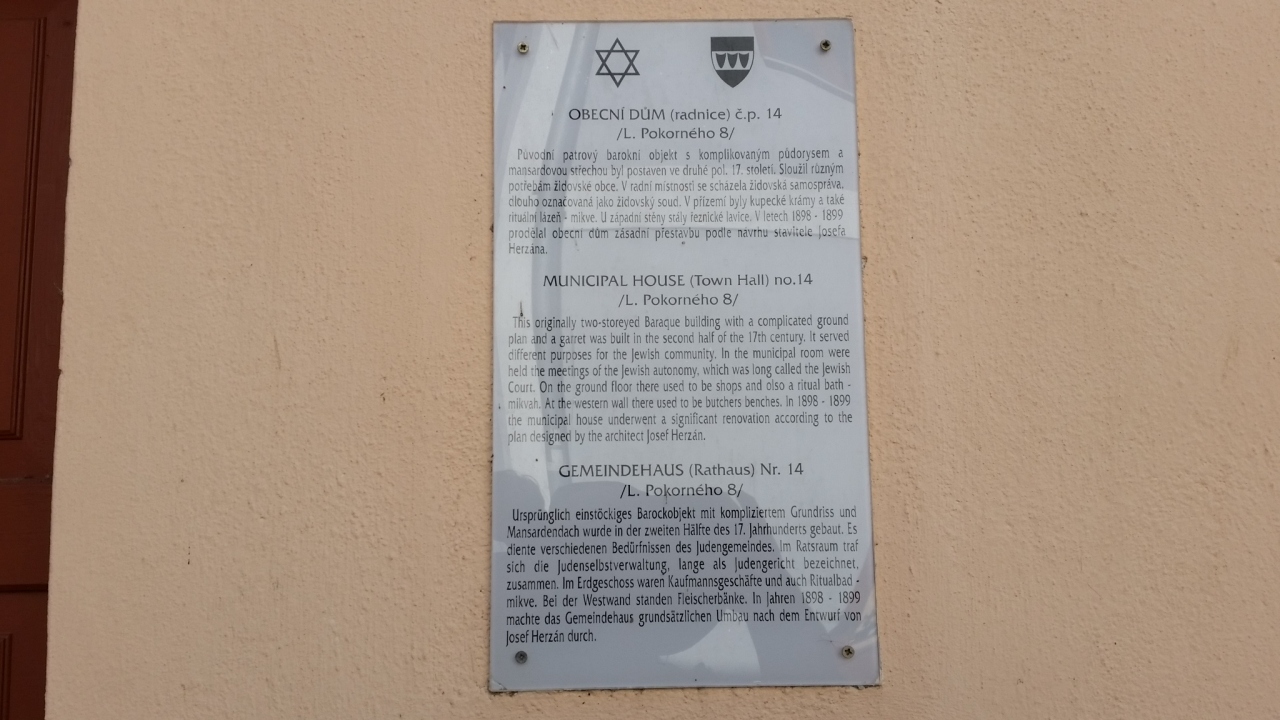 OBECNÍ DŮM (radnice) č.p. 14
/L. Pokorného 8/
Původní patrový barokní objekt s komplikovaným půdorysem a
mansardovou střechou byl postaven ve druhé pol. 17. století. Sloužil různým
potřebám židovské obce. V radní místnosti se scházela židovská samospráva,
dlouho označovaná jako židovský soud. V přízemí byly kupecké krámy a také
rituální lázeň - mikve. U západní stěny stály řeznické lavice. V letech 1898 - 1899
prodělal obecní dům zásadní přestavbu podle návrhu stavitele Josefa
Herzána.
MUNICIPAL HOUSE (Town Hall) no.14
/L. Pokorného 8/
This originally two-storeyed Baraque building with a complicated ground
plan and a garret was built in the second half of the 17th century. It served
different purposes for the Jewish community. In the municipal room were
held the meetings of the Jewish autonomy, which was long called the Jewish
Court. On the ground floor there used to be shops and olso a ritual bath -
mikvah. At the western wall there used to be butchers benches. In 1898 - 1899
the municipal house underwent a significant renovation according to the
plan designed by the architect Josef Herzán.
GEMEINDEHAUS (Rathaus) Nr. 14
/L. Pokorného 8/
Ursprünglich einstöckiges Barockobjekt mit kompliziertem Grundriss und
Mansardendach wurde in der zweiten Hälfte des 17. Jahrhunderts gebaut. Es
diente verschiedenen Bedürfnissen des Judengemeindes. Im Ratsraum traf
sich die Judenselbstverwaltung, lange als Judengericht bezeichnet,
zusammen. Im Erdgeschoss waren Kaufmannsgeschäfte und auch Ritualbad -
mikve. Bei der Westwand standen Fleischerbänke. In Jahren 1898 - 1899
machte das Gemeindehaus grundsätzlichen Umbau nach dem Entwurf von
Josef Herzán durch.